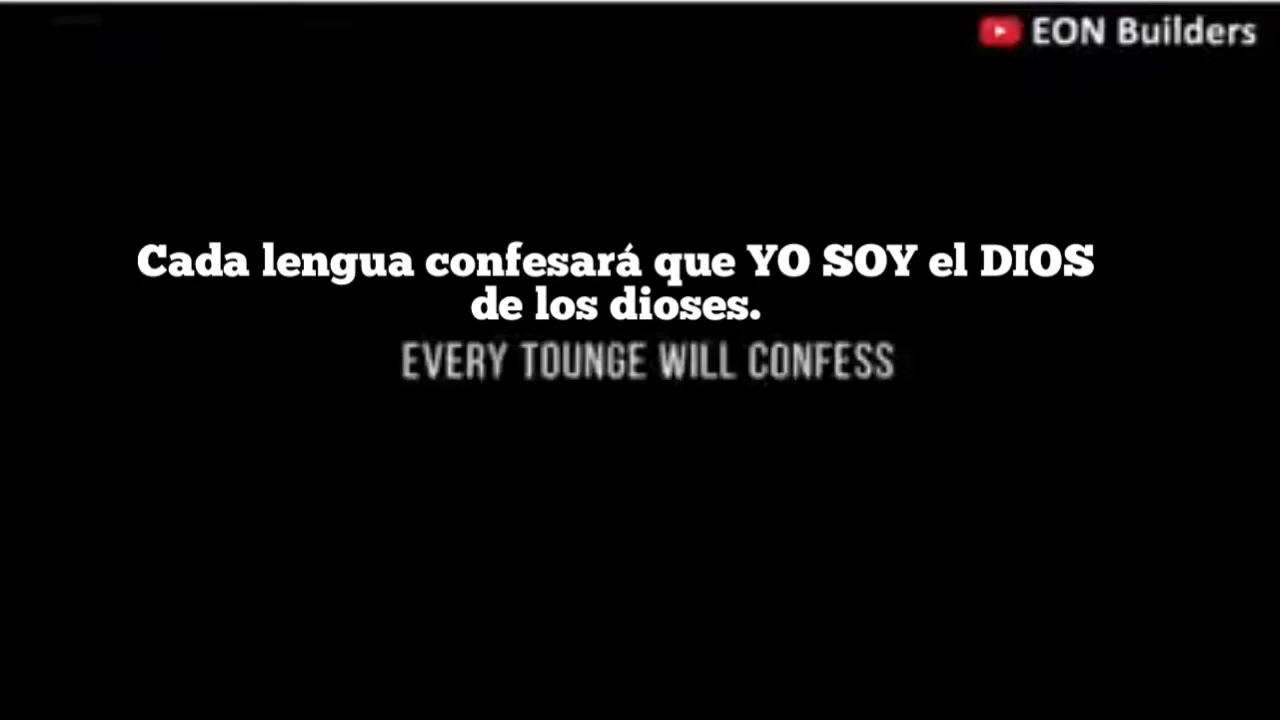 EON Builders
Cada lengua confesará que YO SOY el DIOS
de los dioses.
EVERY TOUNGE WILL CONFESS